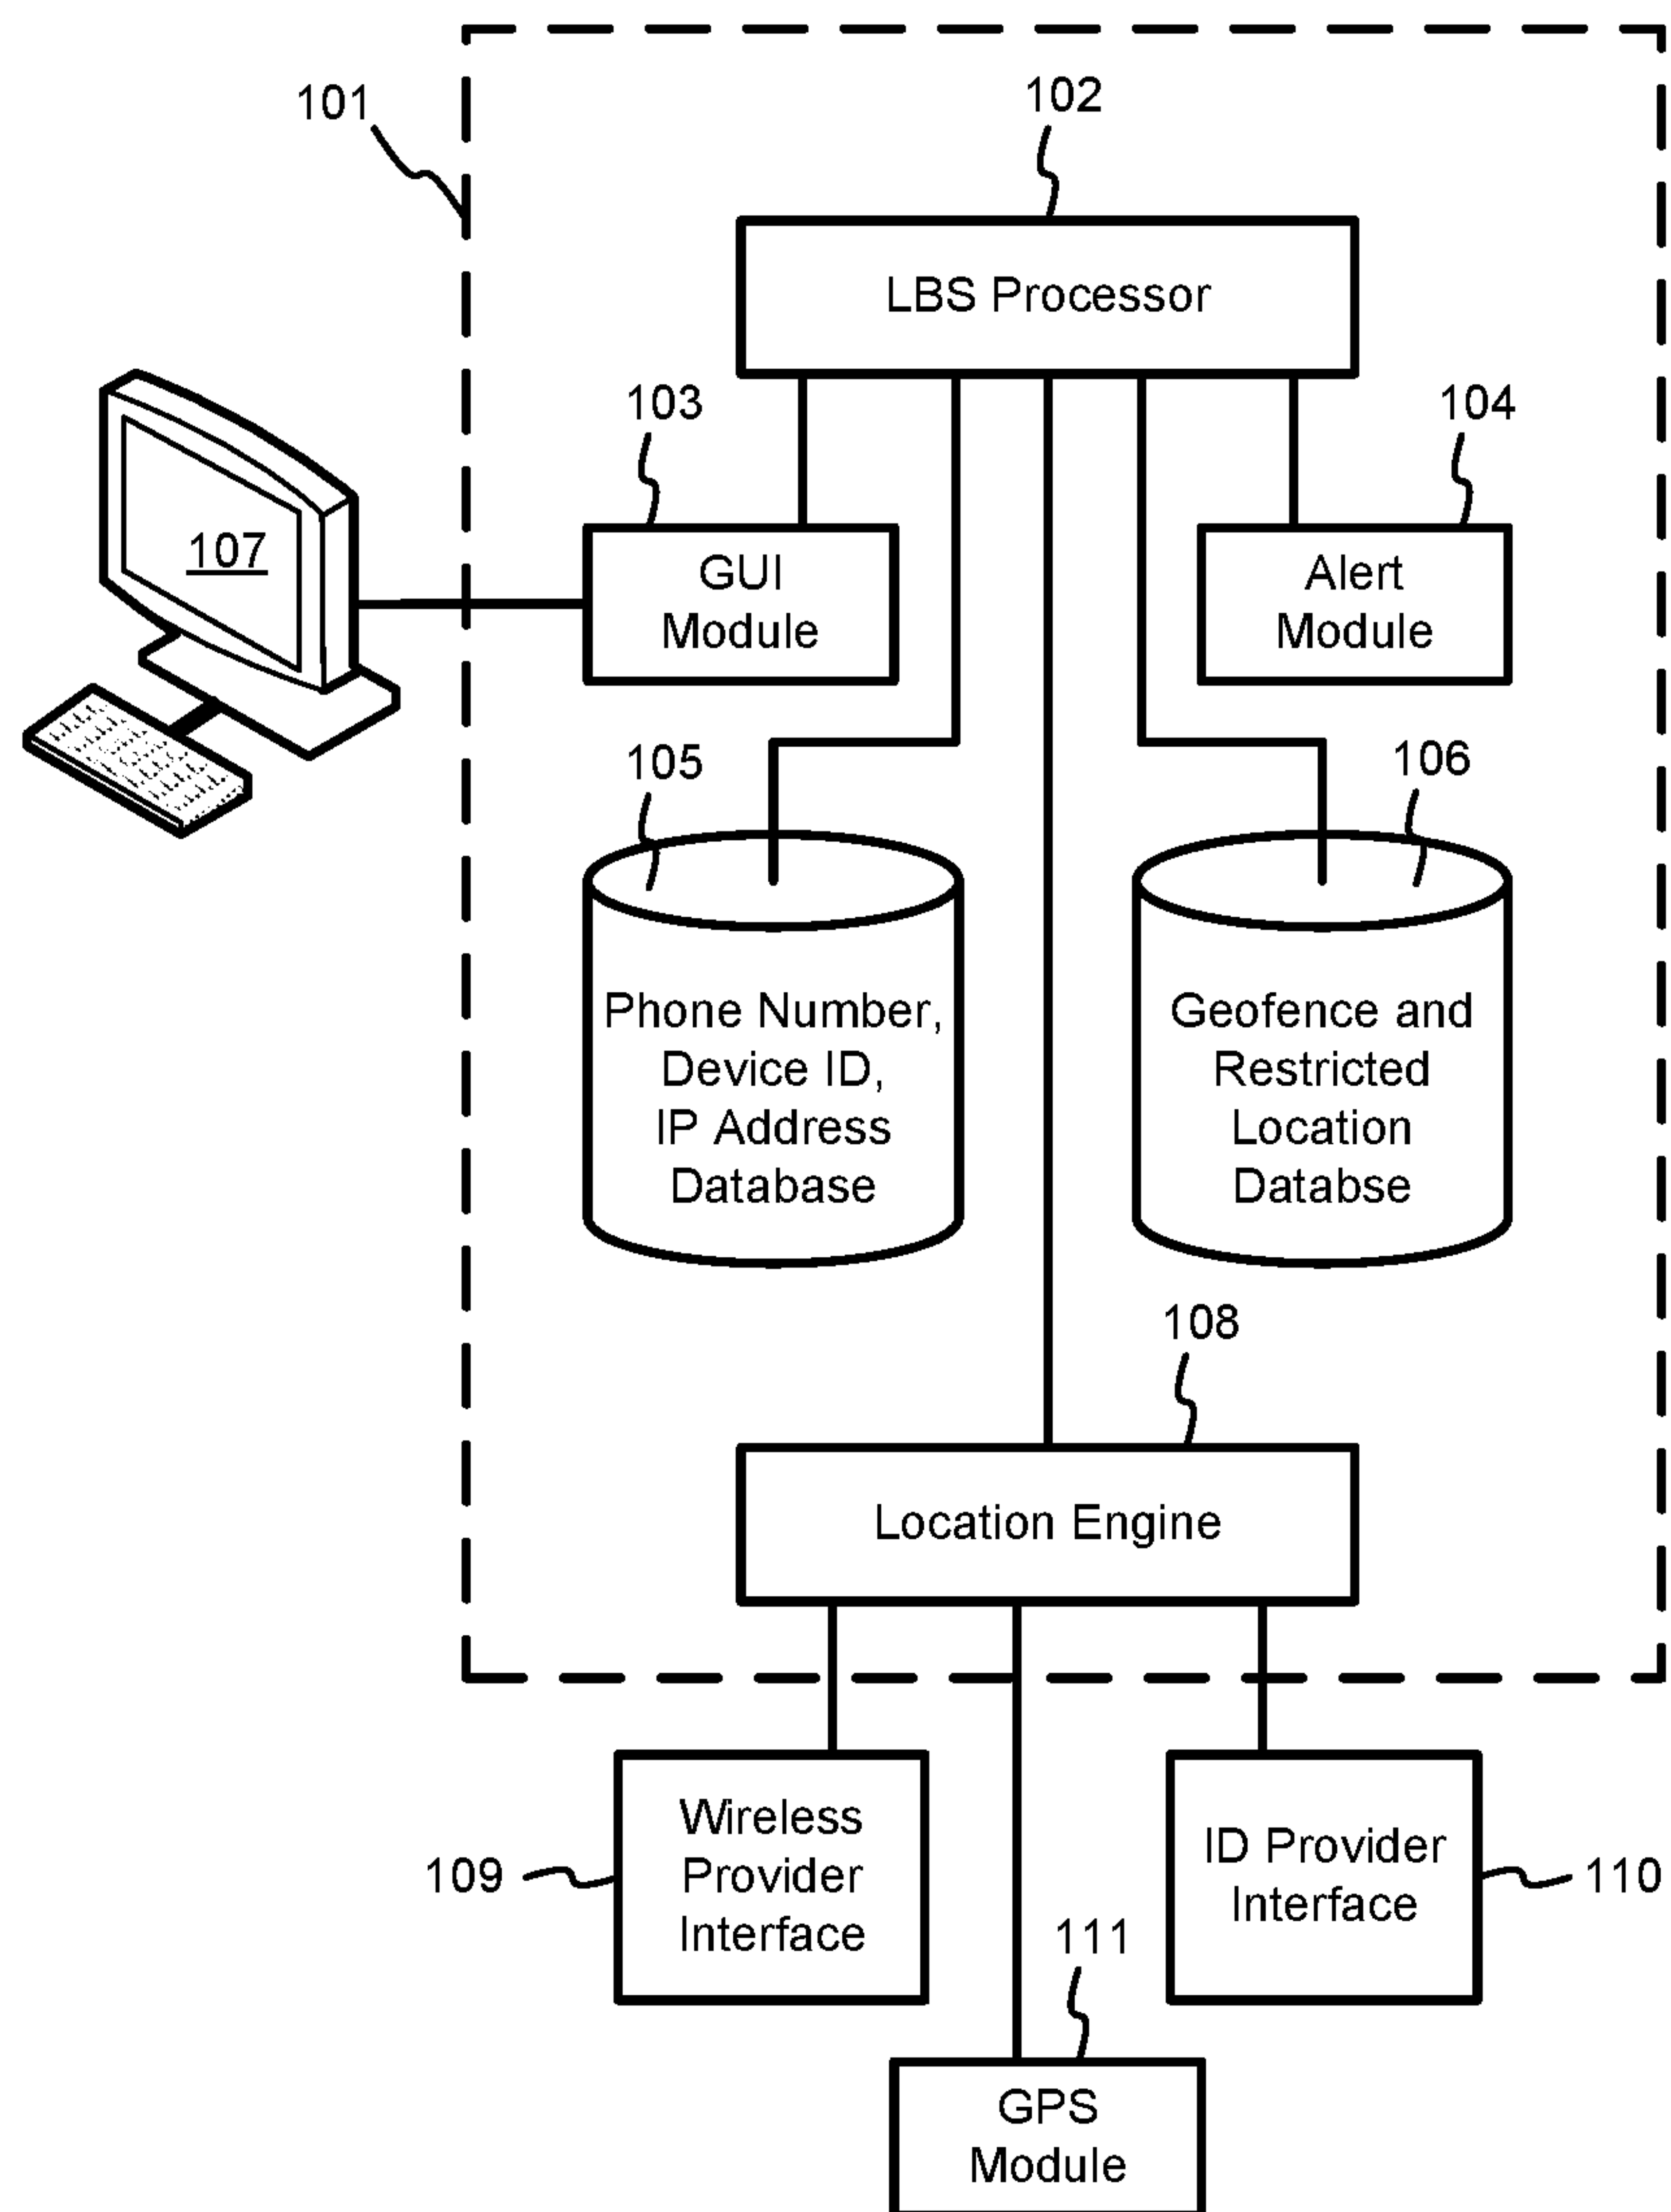 101
102
LBS Processor
103
104
107
GUI
Module
Alert
Module
105
106
Phone Number,
Device ID,
IP Address
Database
Geofence and
Restricted
Location
Databse
108
Location Engine
109
Wireless
Provider
Interface
ID Provider
Interface
110
111
GPS
Module